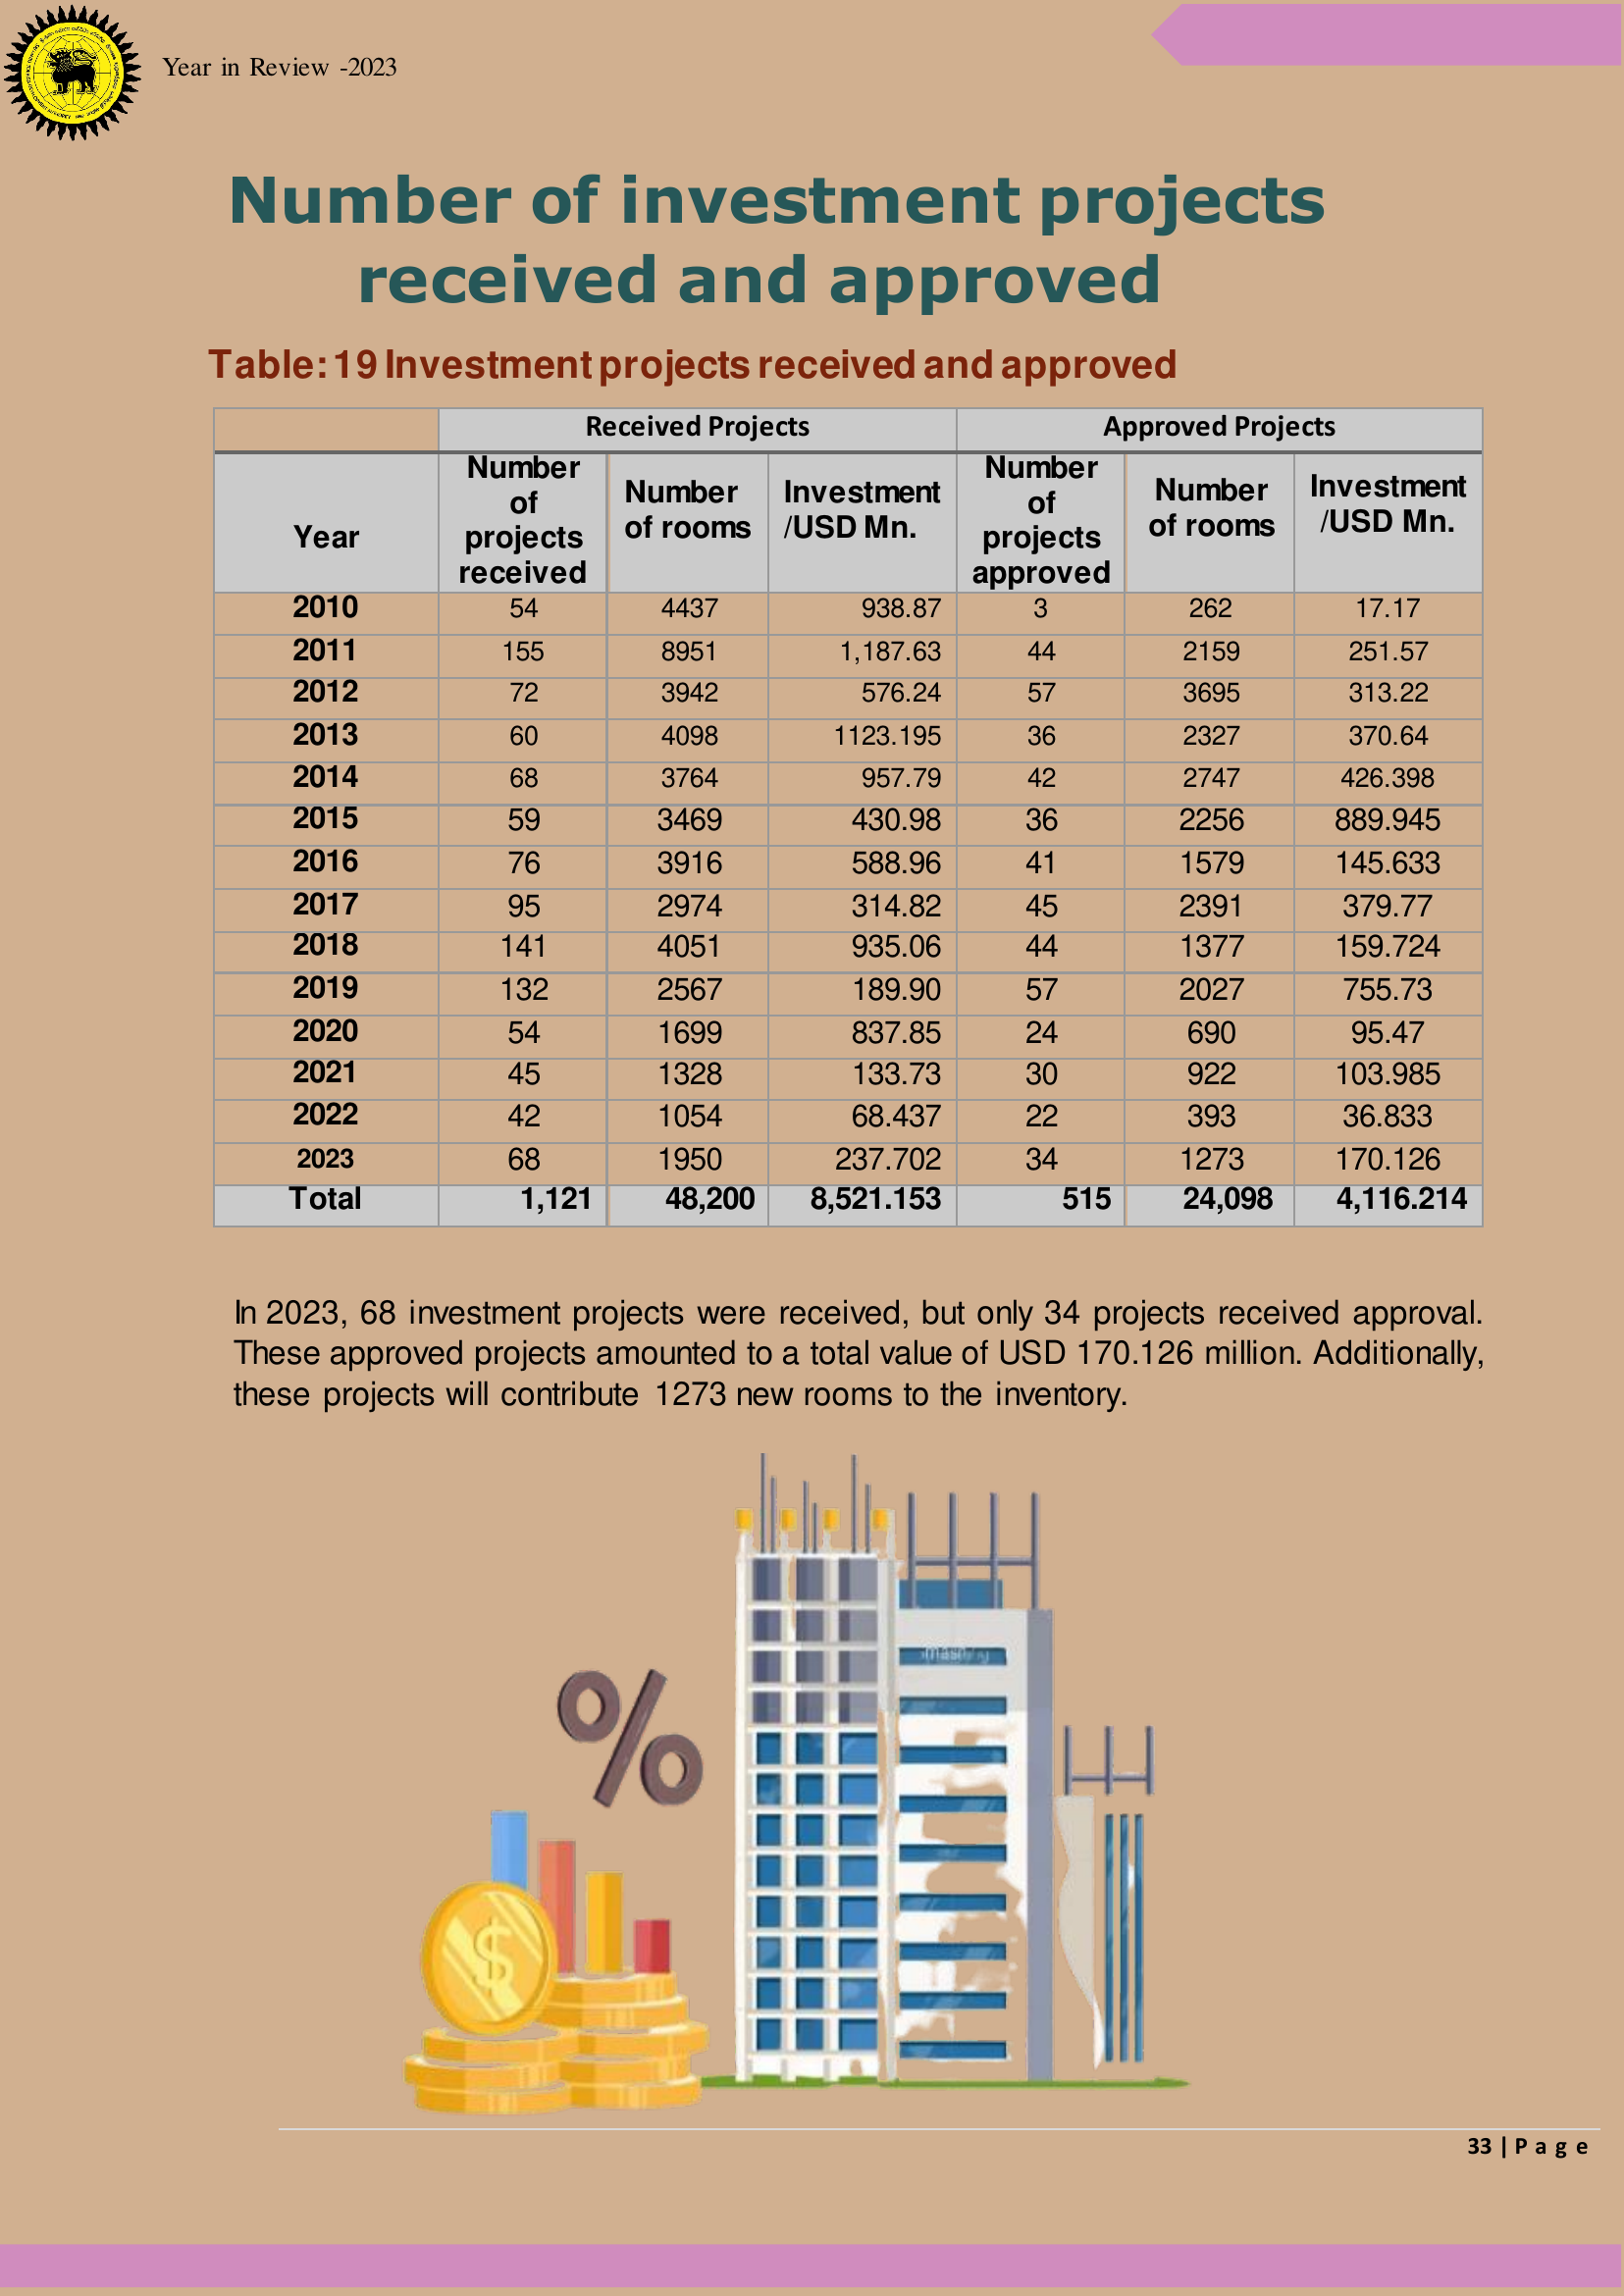 Year in Review -2023
Number of investment projects
received and approved
Table: 19 Investment projects received and approved
Received Projects Approved Projects
Year Number of projects received Number of rooms Investment /USD Mn. Number of projects approved Number of rooms Investment /USD Mn.
2010 54 4437 938.87 3 262 17.17
2011 155 8951 1,187.63 44 2159 251.57
2012 72 3942 576.24 57 3695 313.22
2013 60 4098 1123.195 36 2327 370.64
2014 68 3764 957.79 42 2747 426.398
2015 59 3469 430.98 36 2256 889.945
2016 76 3916 588.96 41 1579 145.633
2017 95 2974 314.82 45 2391 379.77
2018 141 4051 935.06 44 1377 159.724
2019 132 2567 189.90 57 2027 755.73
2020 54 1699 837.85 24 690 95.47
2021 45 1328 133.73 30 922 103.985
2022 42 1054 68.437 22 393 36.833
2023 68 1950 237.702 34 1273 170.126
Total 1,121 48,200 8,521.153 515 24,098 4,116.214
In 2023, 68 investment projects were received, but only 34 projects received approval.
These approved projects amounted to a total value of USD 170.126 million. Additionally,
these projects will contribute 1273 new rooms to the inventory.
%
$
33 | P a g e